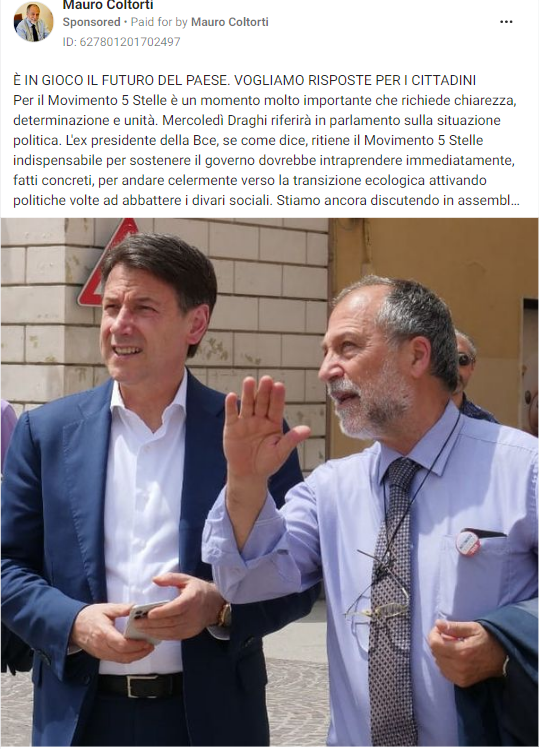 Mauro Coltorti
Sponsored • Paid for by Mauro Coltorti
ID: 627801201702497
È IN GIOCO IL FUTURO DEL PAESE. VOGLIAMO RISPOSTE PER I CITTADINI
Per il Movimento 5 Stelle è un momento molto importante che richiede chiarezza,
determinazione e unità. Mercoledì Draghi riferirà in parlamento sulla situazione
politica. L'ex presidente della Bce, se come dice, ritiene il Movimento 5 Stelle
indispensabile per sostenere il governo dovrebbe intraprendere immediatamente,
fatti concreti, per andare celermente verso la transizione ecologica attivando
politiche volte ad abbattere i divari sociali. Stiamo ancora discutendo in assembl...